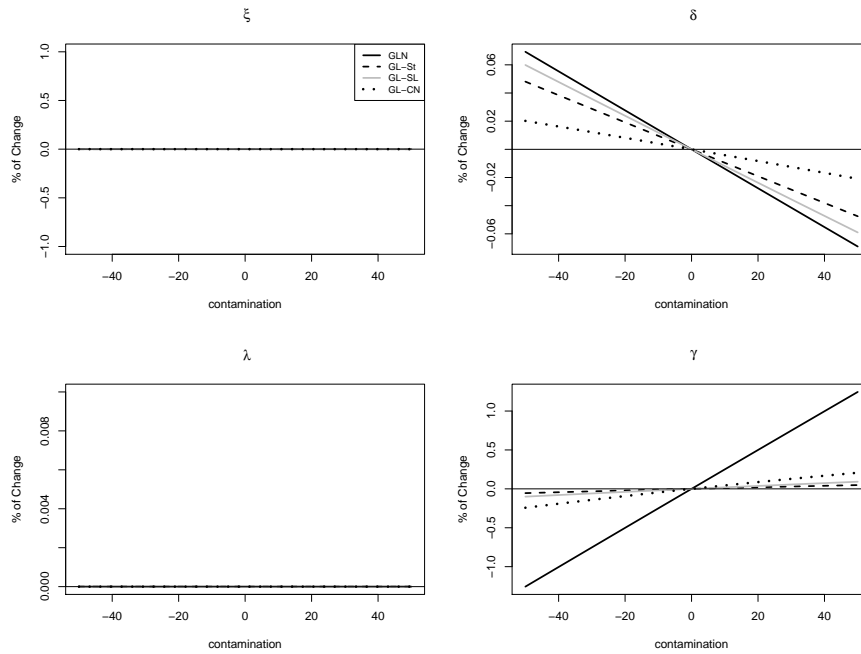 ξ
% of Change
1.0
0.5
0.0
−0.5
−1.0
−40 −20 0 20 40
contamination
GLN
GL−St
GL−SL
GL−CN
δ
% of Change
0.06
0.02
−0.02
−0.06
−40 −20 0 20 40
contamination
λ
% of Change
0.008
0.004
0.000
−40 −20 0 20 40
contamination
γ
% of Change
1.0
0.5
0.0
−0.5
−1.0
−40 −20 0 20 40
contamination